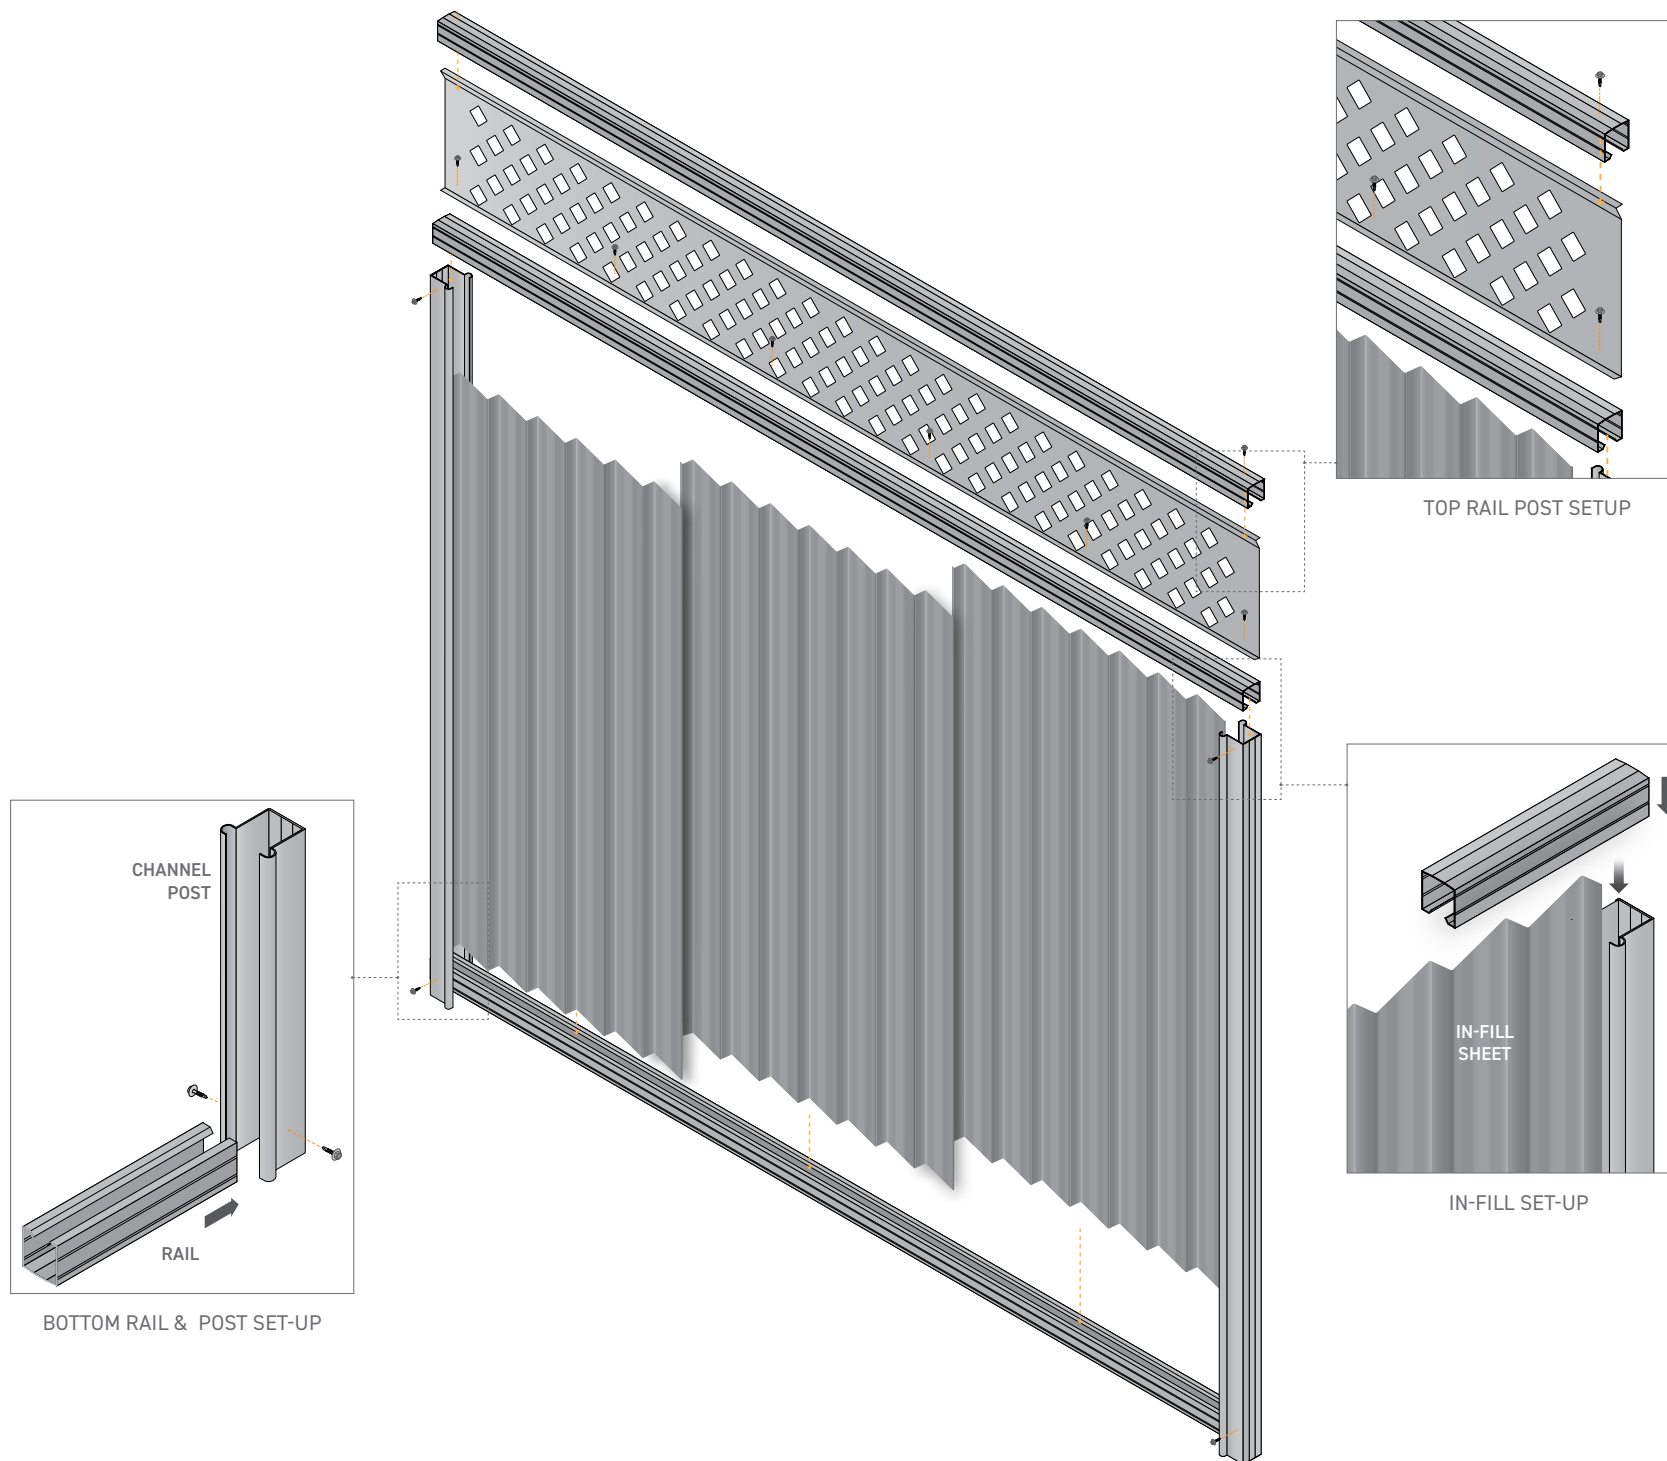 TOP RAIL POST SETUP
CHANNEL
POST
RAIL
BOTTOM RAIL & POST SET-UP
IN-FILL
SHEET
IN-FILL SET-UP